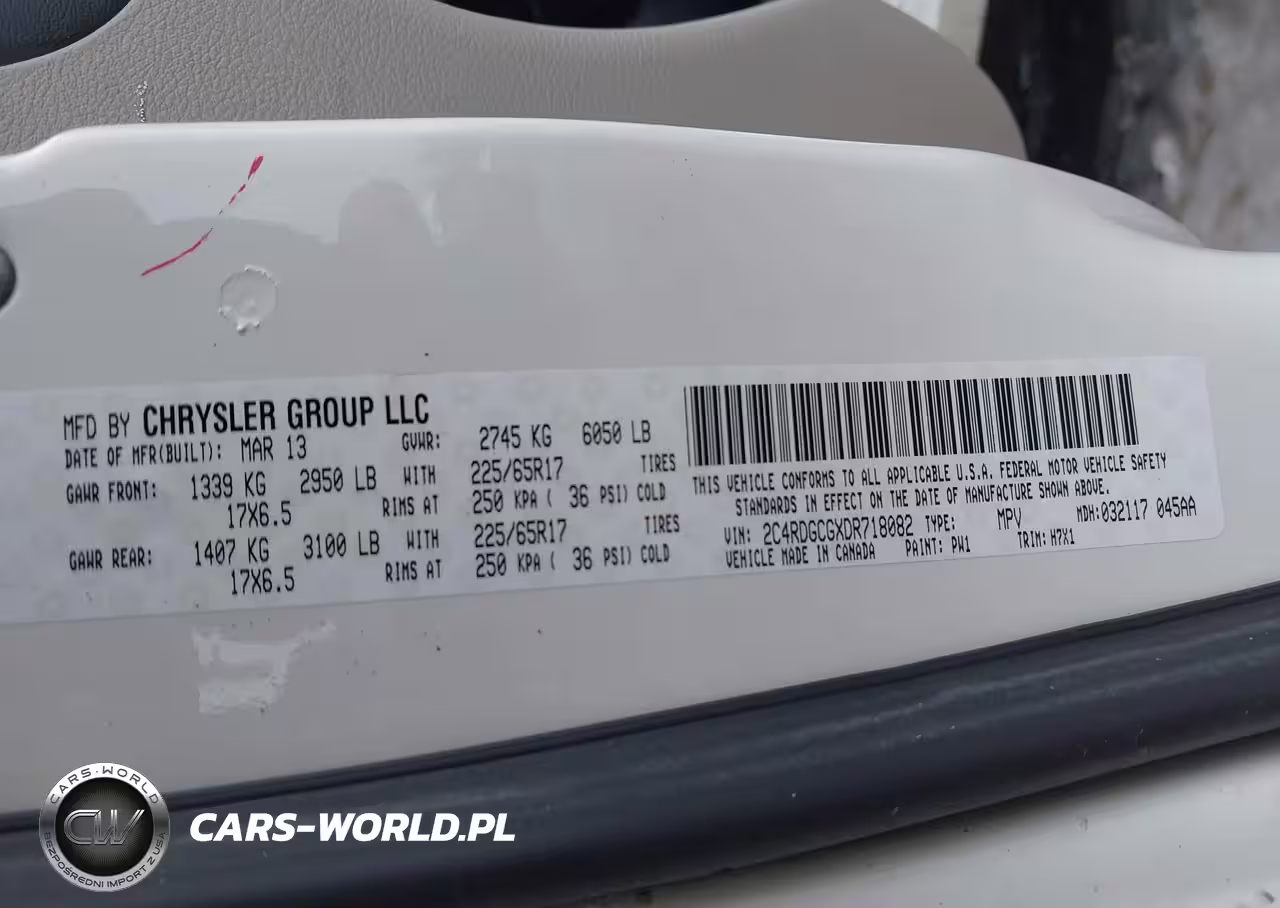 MFD BY CHRYSLER GROUP LLC
DATE OF MFR(BUILT): MAR 13 GVWR: 2745 KG 6050 LB
GAWR FRONT: 1339 KG 2950 LB WITH 225/65R17 TIRES
17X6.5 RIMS AT 250 KPA ( 36 PSI) COLD
GAWR REAR: 1407 KG 3100 LB WITH 225/65R17 TIRES
17X6.5 RIMS AT 250 KPA ( 36 PSI) COLD
THIS VEHICLE CONFORMS TO ALL APPLICABLE U.S.A. FEDERAL MOTOR VEHICLE SAFETY
STANDARDS IN EFFECT ON THE DATE OF MANUFACTURE SHOWN ABOVE.
VIN: 2C4RDGCGXDR718082 TYPE: MPV MDH:032117 045AA
VEHICLE MADE IN CANADA PAINT: PW1 TRIM: H7X1
CARS-WORLD
CW
BEZPOŚREDNI IMPORT Z USA
CARS-WORLD.PL